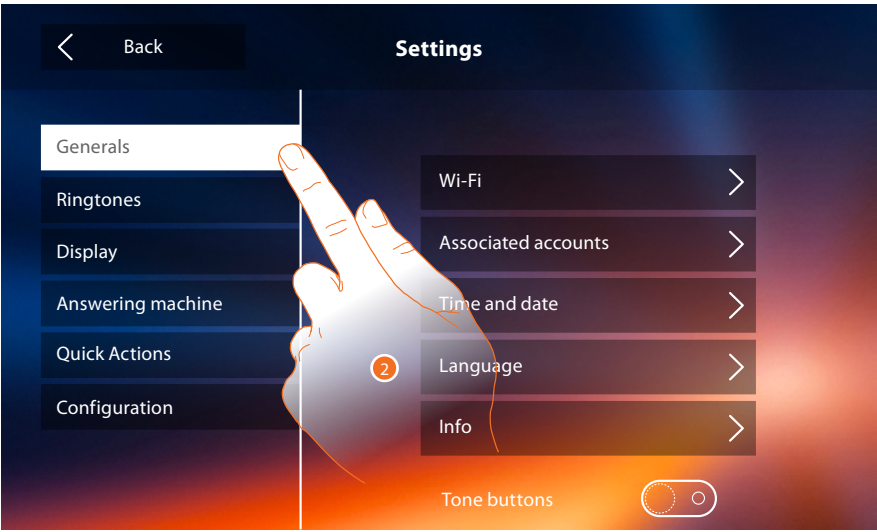 Back
Settings
Generals
Ringtones
Display
Answering machine
Quick Actions
Configuration
Wi-Fi
Associated accounts
Time and date
2
Language
Info
Tone buttons